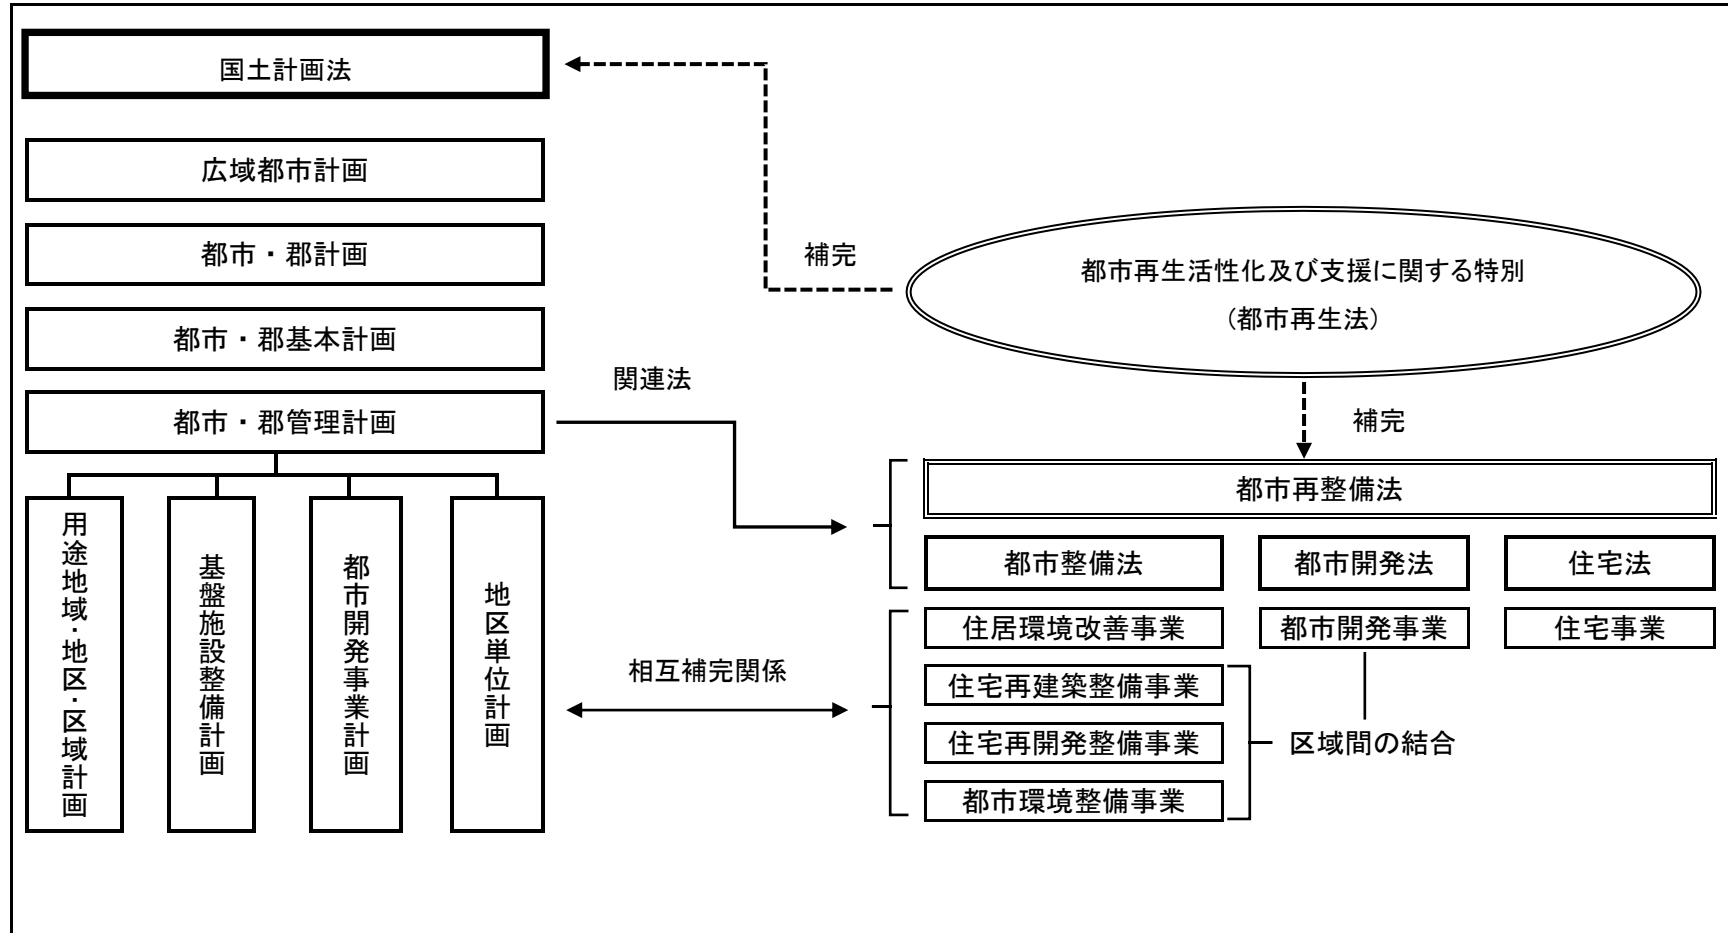 国土計画法
広域都市計画
都市・郡計画
都市・郡基本計画
都市・郡管理計画
用途地域・地区・区域計画
基盤施設整備計画
都市開発事業計画
地区単位計画
補完
関連法
相互補完関係
都市再生活性化及び支援に関する特別
（都市再生法）
補完
都市再整備法
都市整備法
都市開発法
住宅法
住居環境改善事業
都市開発事業
住宅事業
住宅再建築整備事業
住宅再開発整備事業
都市環境整備事業
区域間の結合